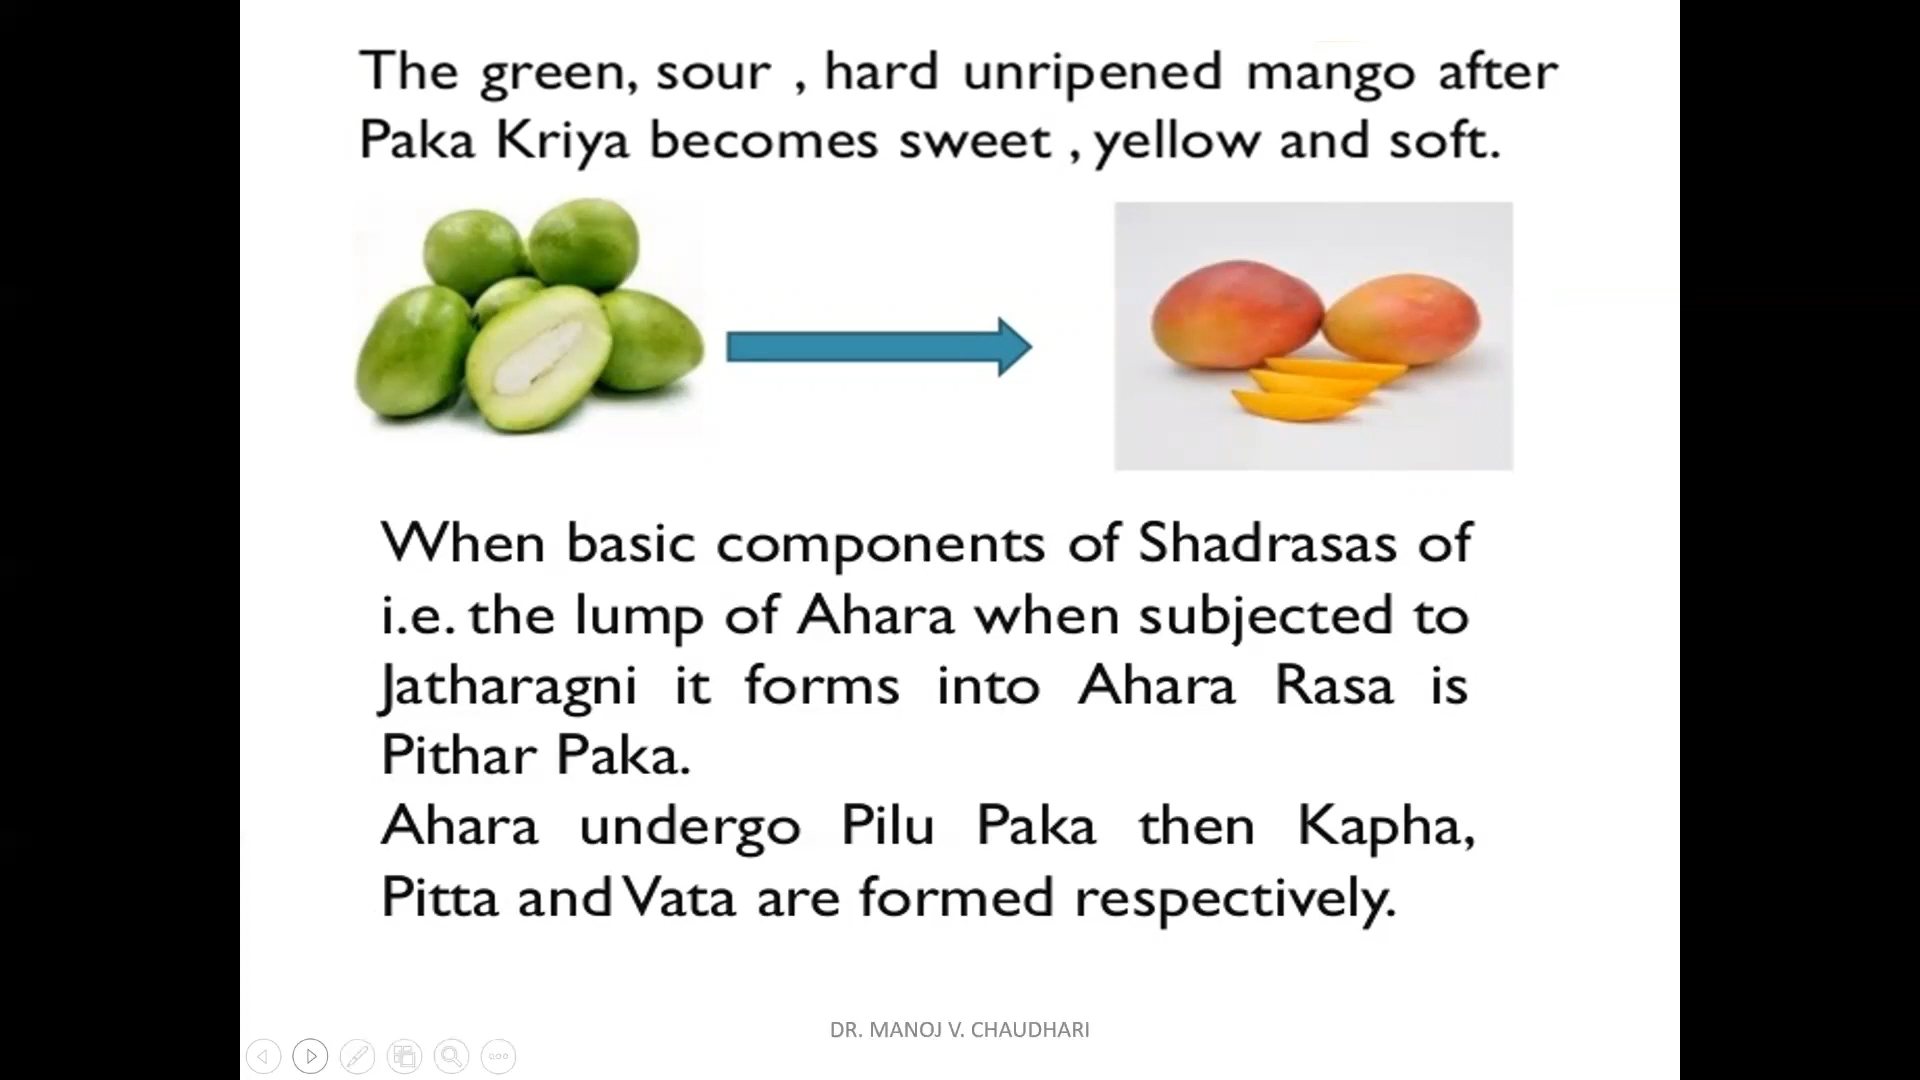 The green, sour , hard unripened mango after
Paka Kriya becomes sweet , yellow and soft.
When basic components of Shadrasas of
i.e. the lump of Ahara when subjected to
Jatharagni it forms into Ahara Rasa is
Pithar Paka.
Ahara undergo Pilu Paka then Kapha,
Pitta and Vata are formed respectively.
DR. MANOJ V. CHAUDHARI